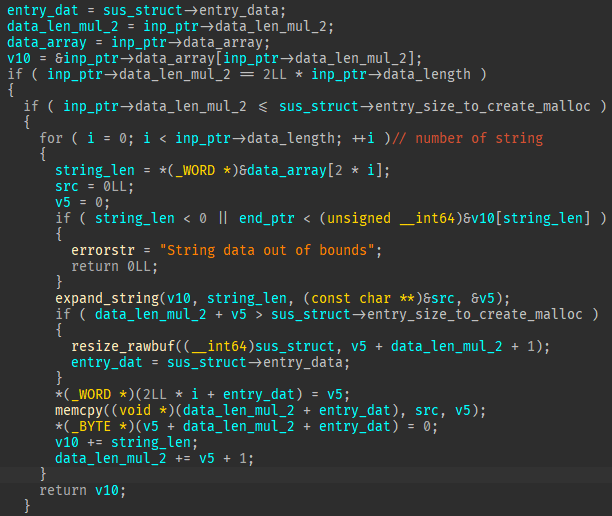 entry_dat = sus_struct→entry_data;
data_len_mul_2 = inp_ptr→data_len_mul_2;
data_array = inp_ptr→data_array;
v10 = &inp_ptr→data_array[inp_ptr→data_len_mul_2];
if ( inp_ptr→data_len_mul_2 == 2LL * inp_ptr→data_length )
{
  if ( inp_ptr→data_len_mul_2 ≤ sus_struct→entry_size_to_create_malloc )
  {
    for ( i = 0; i < inp_ptr→data_length; ++i )// number of string
    {
      string_len = *(_WORD *)&data_array[2 * i];
      src = 0LL;
      v5 = 0;
      if ( string_len < 0 || end_ptr < (unsigned __int64)&v10[string_len] )
      {
        errorstr = "String data out of bounds";
        return 0LL;
      }
      expand_string(v10, string_len, (const char **)&src, &v5);
      if ( data_len_mul_2 + v5 > sus_struct→entry_size_to_create_malloc )
      {
        resize_rawbuf((__int64)sus_struct, v5 + data_len_mul_2 + 1);
        entry_dat = sus_struct→entry_data;
      }
      *(_WORD *)(2LL * i + entry_dat) = v5;
      memcpy((void *)(data_len_mul_2 + entry_dat), src, v5);
      *(_BYTE *)(v5 + data_len_mul_2 + entry_dat) = 0;
      v10 += string_len;
      data_len_mul_2 += v5 + 1;
    }
    return v10;
  }